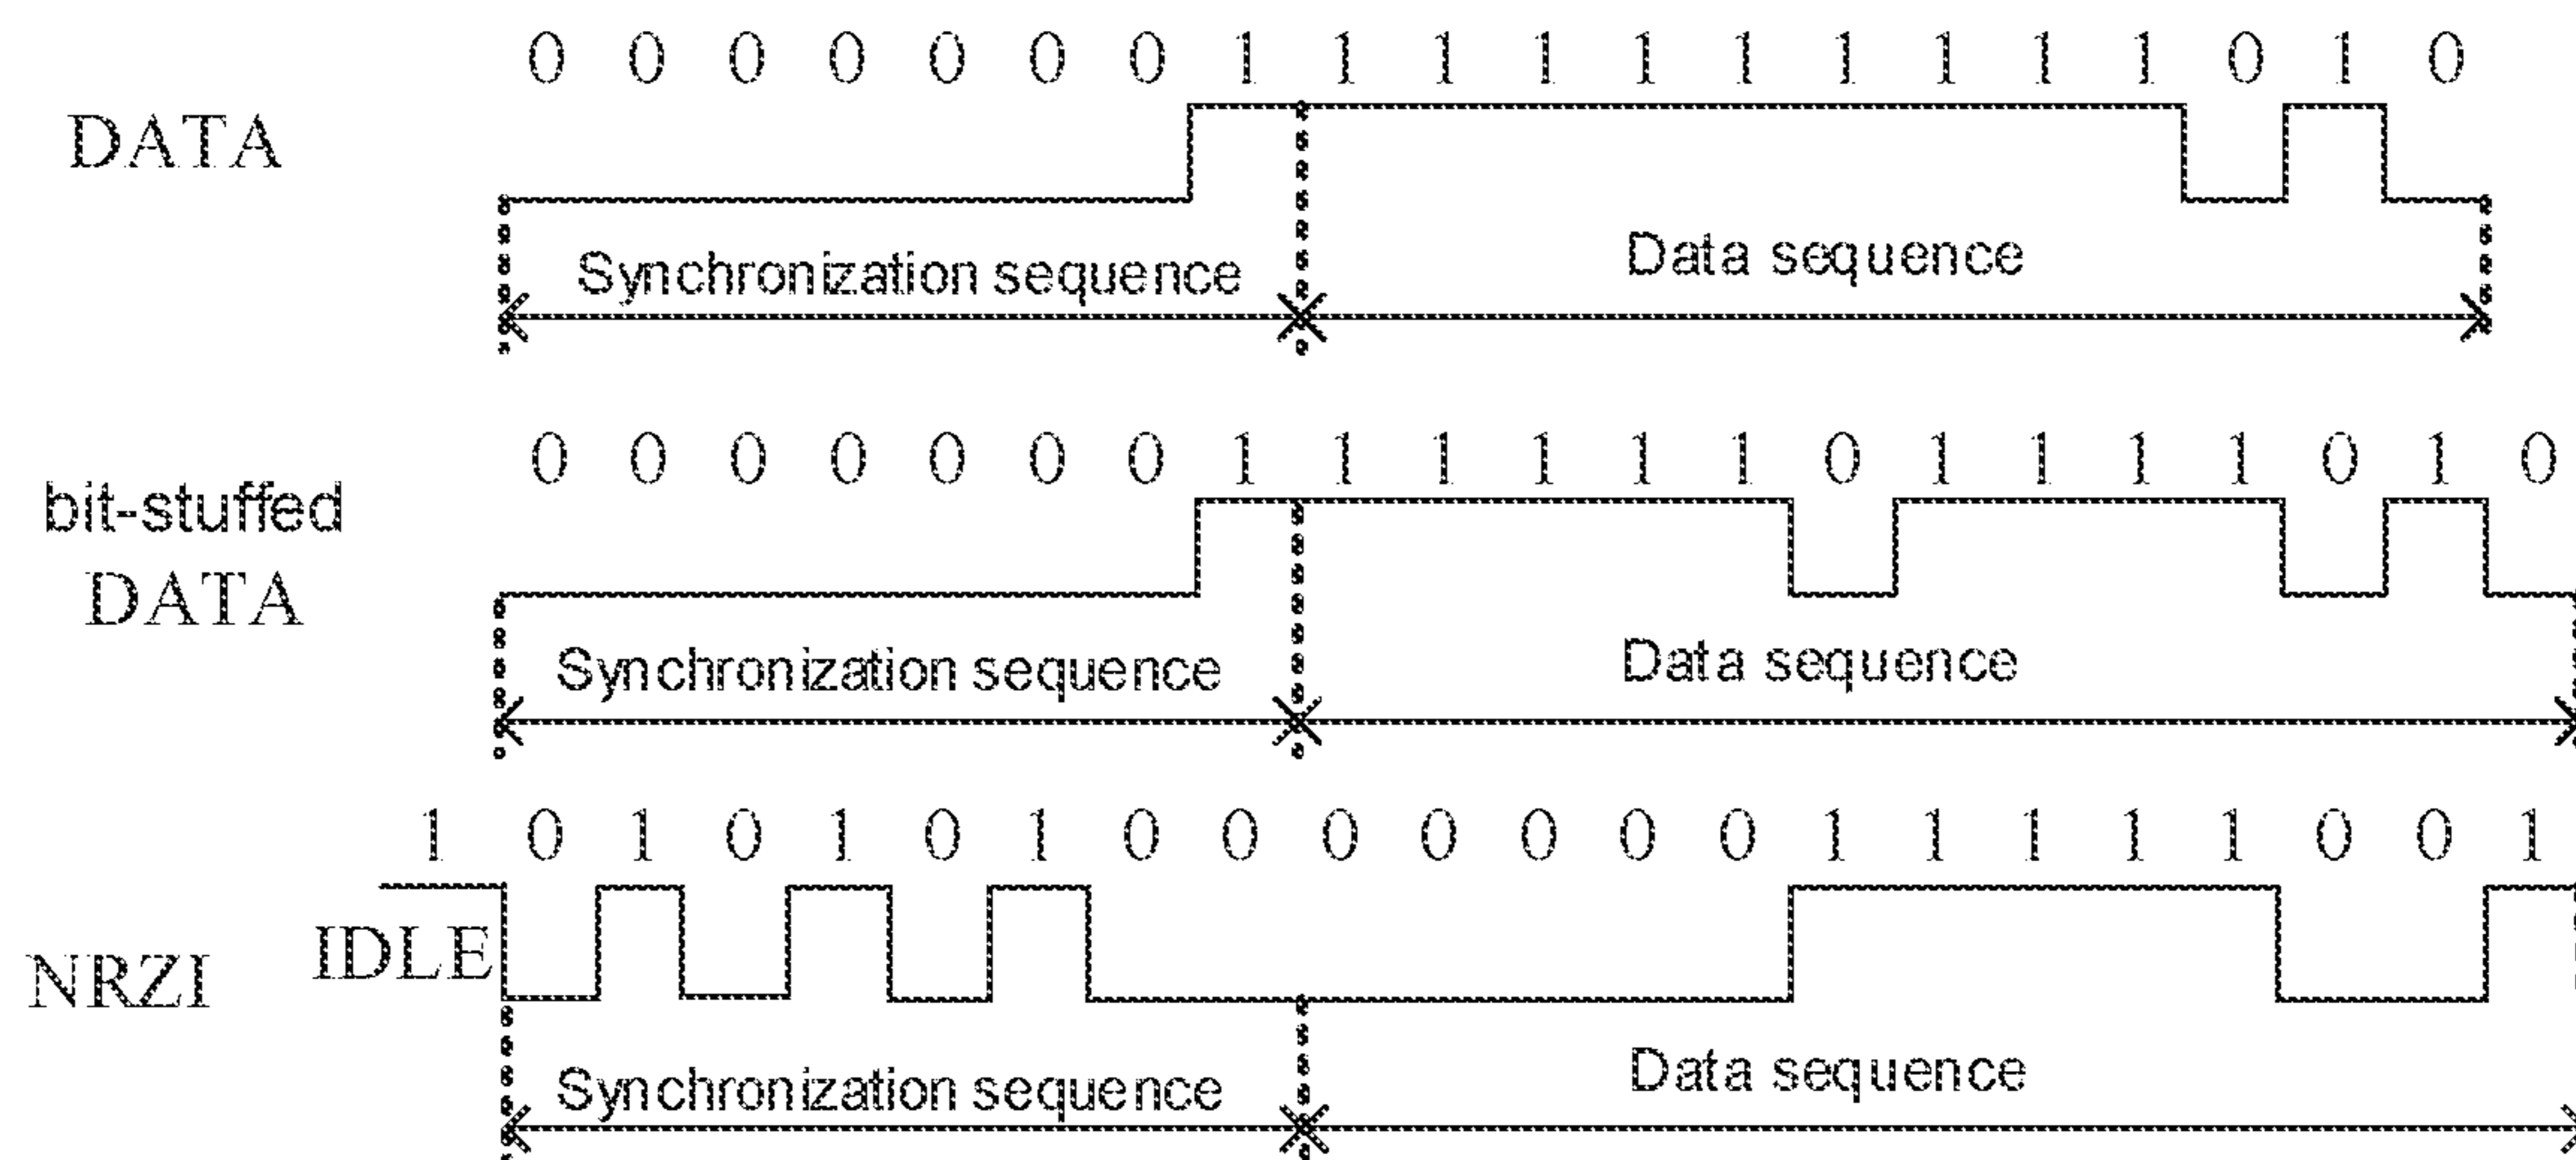 0 0 0 0 0 0 0 1 1 1 1 1 1 1 1 1 1 0 1 0
DATA
Synchronization sequence Data sequence
0 0 0 0 0 0 0 1 1 1 1 1 1 0 1 1 1 1 0 1 0
bit-stuffed
DATA
Synchronization sequence Data sequence
1 0 1 0 1 0 1 0 0 0 0 0 0 0 1 1 1 1 1 0 0 1
IDLE
NRZI
Synchronization sequence Data sequence